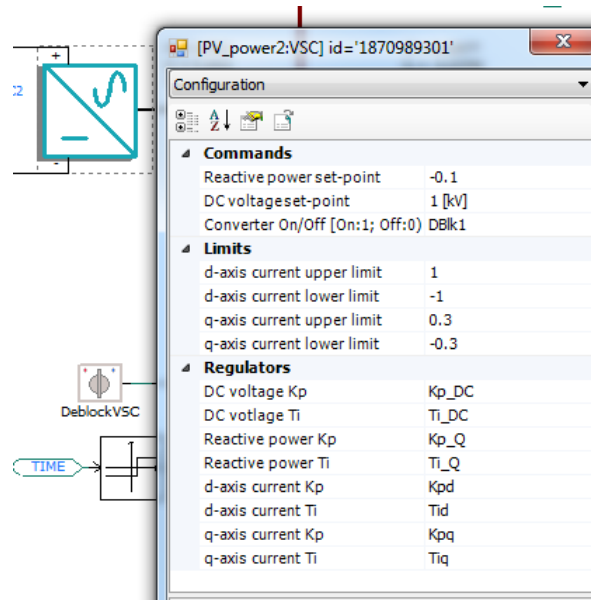 [PV_power2:VSC] id='1870989301'
Configuration
C2
+
-
A
Z
Commands
Reactive power set-point -0.1
DC voltage set-point 1 [kV]
Converter On/Off [On:1; Off:0) DBlk1
Limits
d-axis current upper limit 1
d-axis current lower limit -1
q-axis current upper limit 0.3
q-axis current lower limit -0.3
Regulators
DC voltage Kp Kp_DC
DC votlage Ti Ti_DC
Reactive power Kp Kp_Q
Reactive power Ti Ti_Q
d-axis current Kp Kpd
d-axis current Ti Tid
q-axis current Kp Kpq
q-axis current Ti Tiq
DeblockVSC
TIME